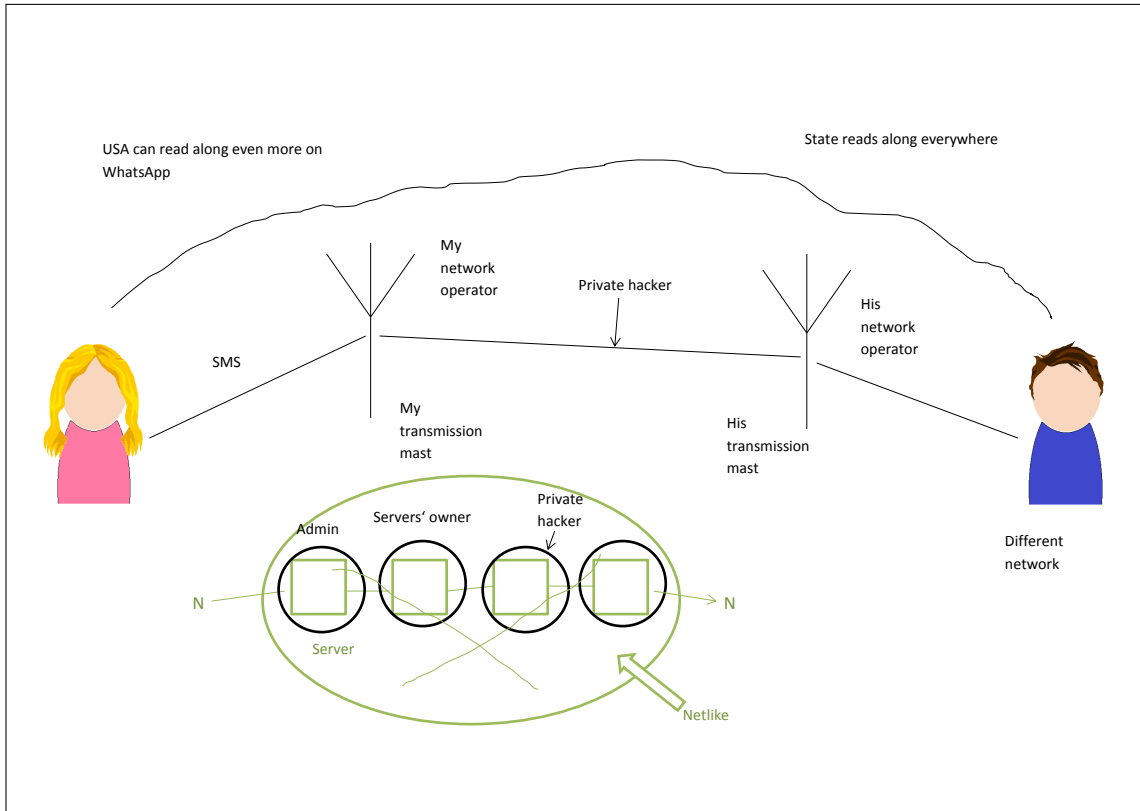 USA can read along even more on
WhatsApp
State reads along everywhere
My
network
operator
Private hacker
His
network
operator
SMS
My
transmission
mast
His
transmission
mast
Different
network
Admin
Servers‘ owner
Private
hacker
N
N
Server
Netlike